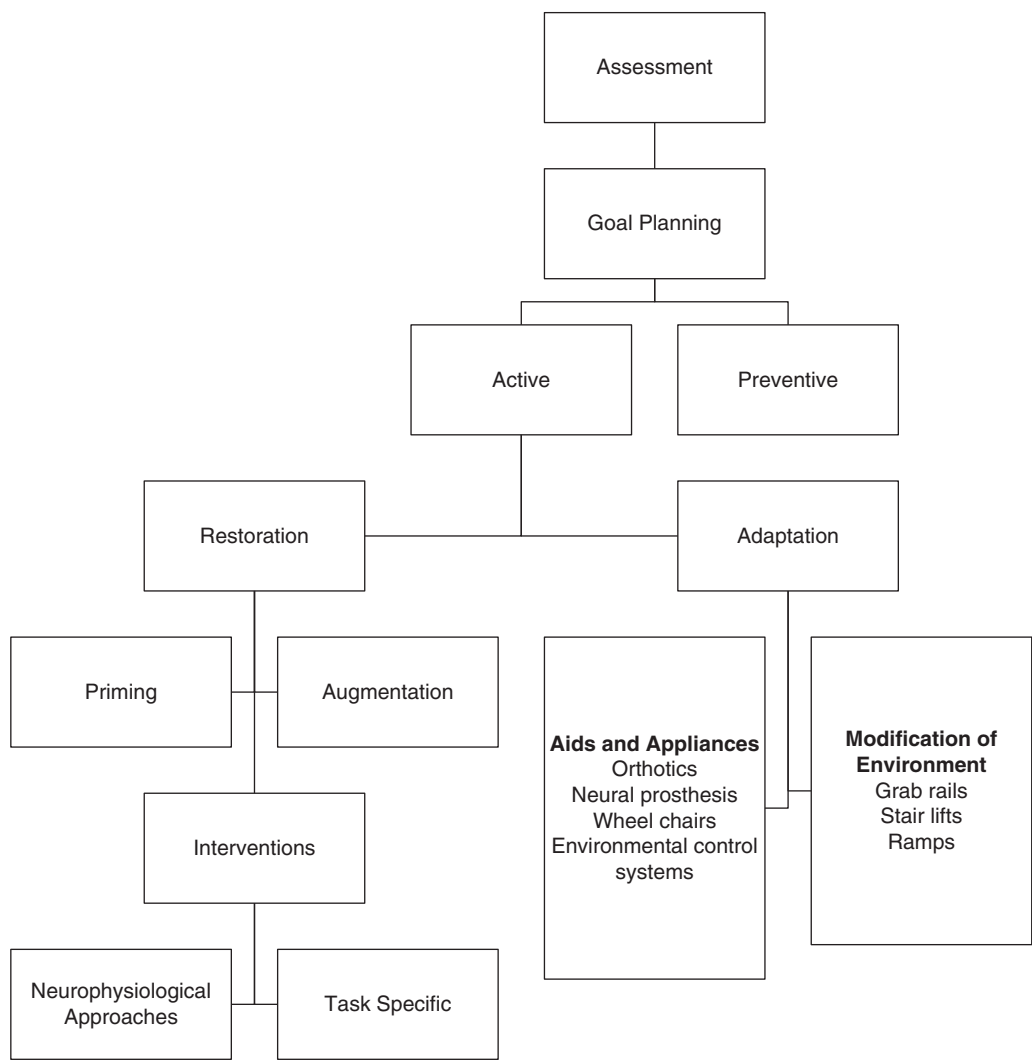 Assessment
Goal Planning
Active
Preventive
Restoration
Adaptation
Priming
Augmentation
Aids and Appliances
Orthotics
Neural prosthesis
Wheel chairs
Environmental control
systems
Modification of
Environment
Grab rails
Stair lifts
Ramps
Interventions
Neurophysiological
Approaches
Task Specific